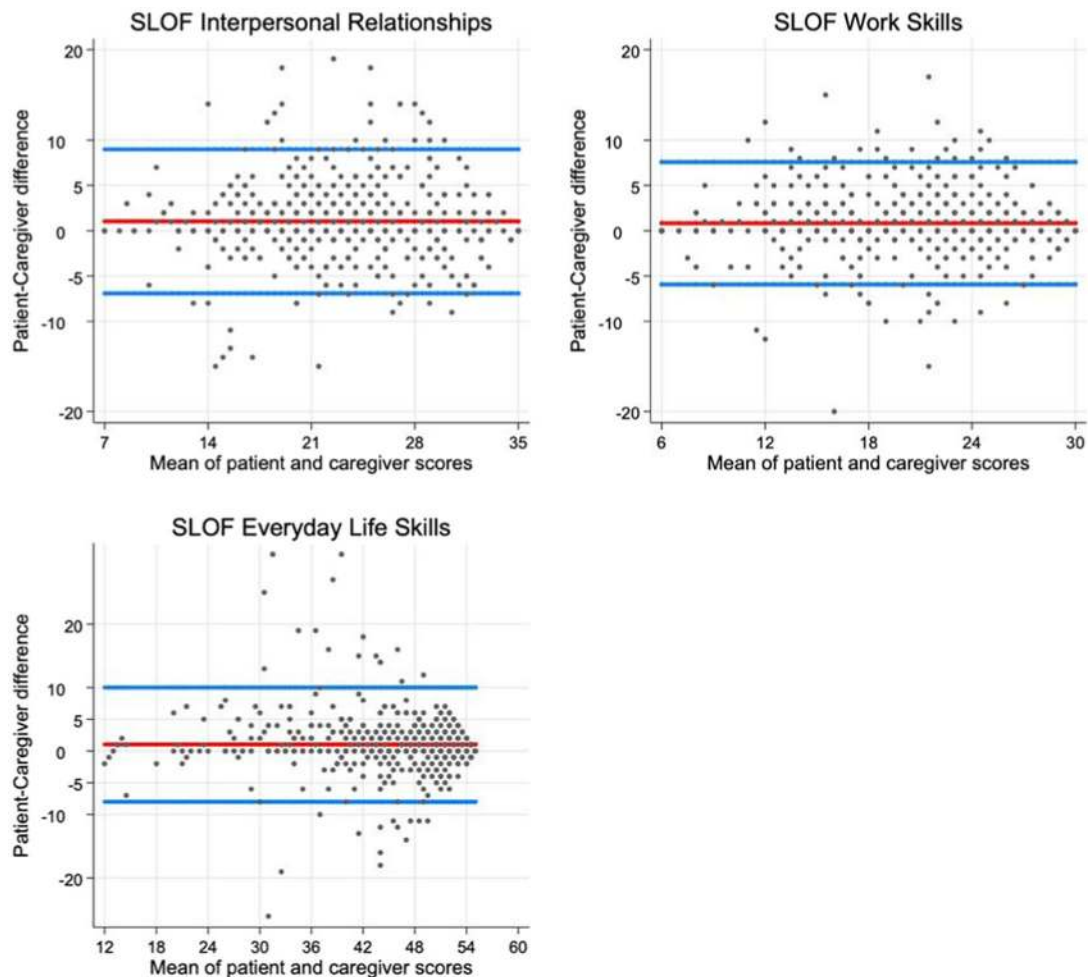 SLOF Interpersonal Relationships
Patient-Caregiver difference
20
10
5
0
-5
-10
-20
7 14 21 28 35
Mean of patient and caregiver scores
SLOF Work Skills
Patient-Caregiver difference
20
10
5
0
-5
-10
-20
6 12 18 24 30
Mean of patient and caregiver scores
SLOF Everyday Life Skills
Patient-Caregiver difference
20
10
5
0
-5
-10
-20
12 18 24 30 36 42 48 54 60
Mean of patient and caregiver scores